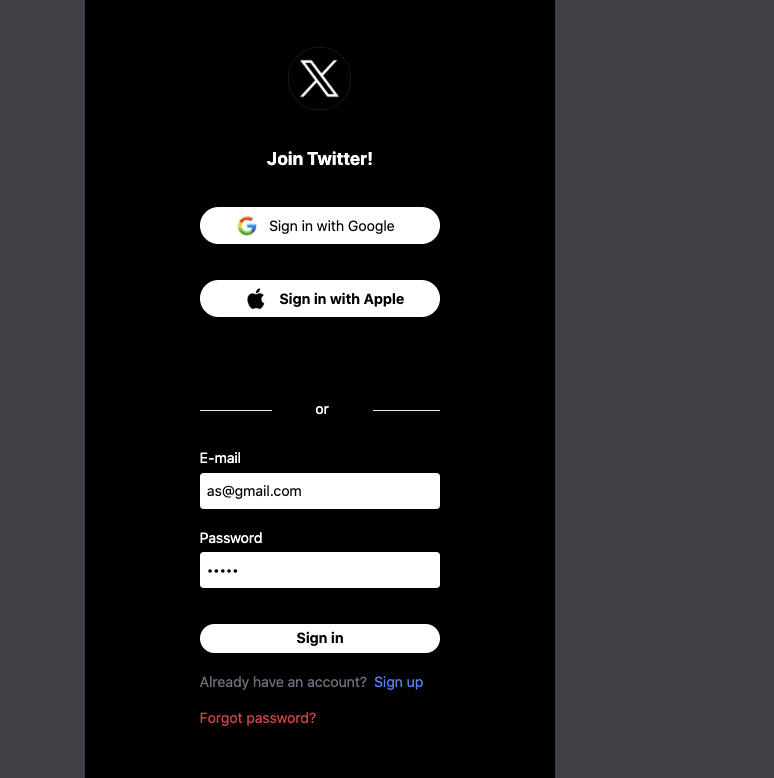 Join Twitter!
Sign in with Google
Sign in with Apple
or
E-mail
as@gmail.com
Password
•••••
Sign in
Already have an account? Sign up
Forgot password?